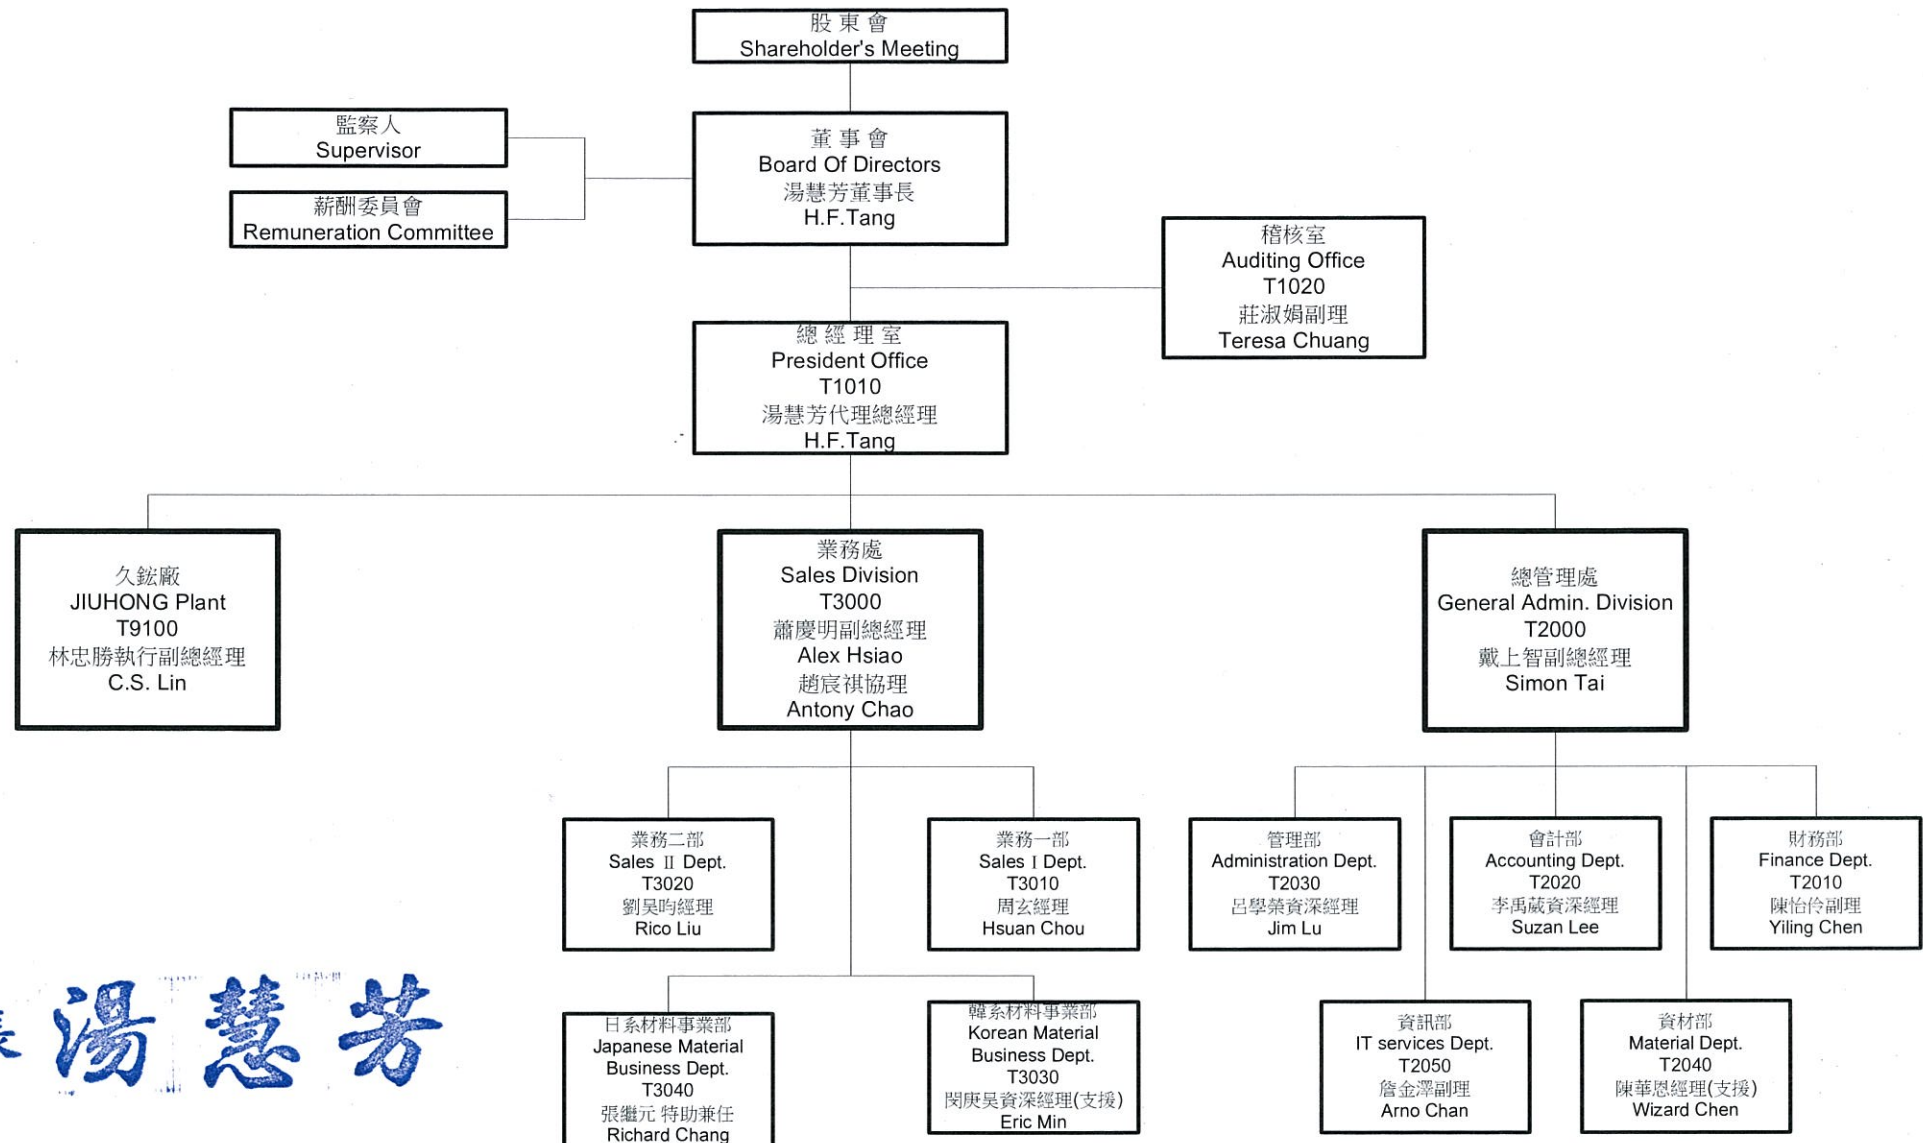 股東會
Shareholder's Meeting
監察人
Supervisor
薪酬委員會
Remuneration Committee
董事會
Board Of Directors
湯慧芳董事長
H.F.Tang
稽核室
Auditing Office
T1020
莊淑娟副理
Teresa Chuang
總經理室
President Office
T1010
湯慧芳代理總經理
H.F.Tang
久鋐廠
JIUHONG Plant
T9100
林忠勝執行副總經理
C.S. Lin
業務處
Sales Division
T3000
蕭慶明副總經理
Alex Hsiao
趙宸祺協理
Antony Chao
總管理處
General Admin. Division
T2000
戴上智副總經理
Simon Tai
業務二部
Sales II Dept.
T3020
劉昊昀經理
Rico Liu
業務一部
Sales I Dept.
T3010
周玄經理
Hsuan Chou
管理部
Administration Dept.
T2030
呂學榮資深經理
Jim Lu
會計部
Accounting Dept.
T2020
李禹葳資深經理
Suzan Lee
財務部
Finance Dept.
T2010
陳怡伶副理
Yiling Chen
日系材料事業部
Japanese Material
Business Dept.
T3040
張繼元 特助兼任
Richard Chang
韓系材料事業部
Korean Material
Business Dept.
T3030
閔庚昊資深經理(支援)
Eric Min
資訊部
IT services Dept.
T2050
詹金澤副理
Arno Chan
資材部
Material Dept.
T2040
陳華恩經理(支援)
Wizard Chen
長 湯慧芳